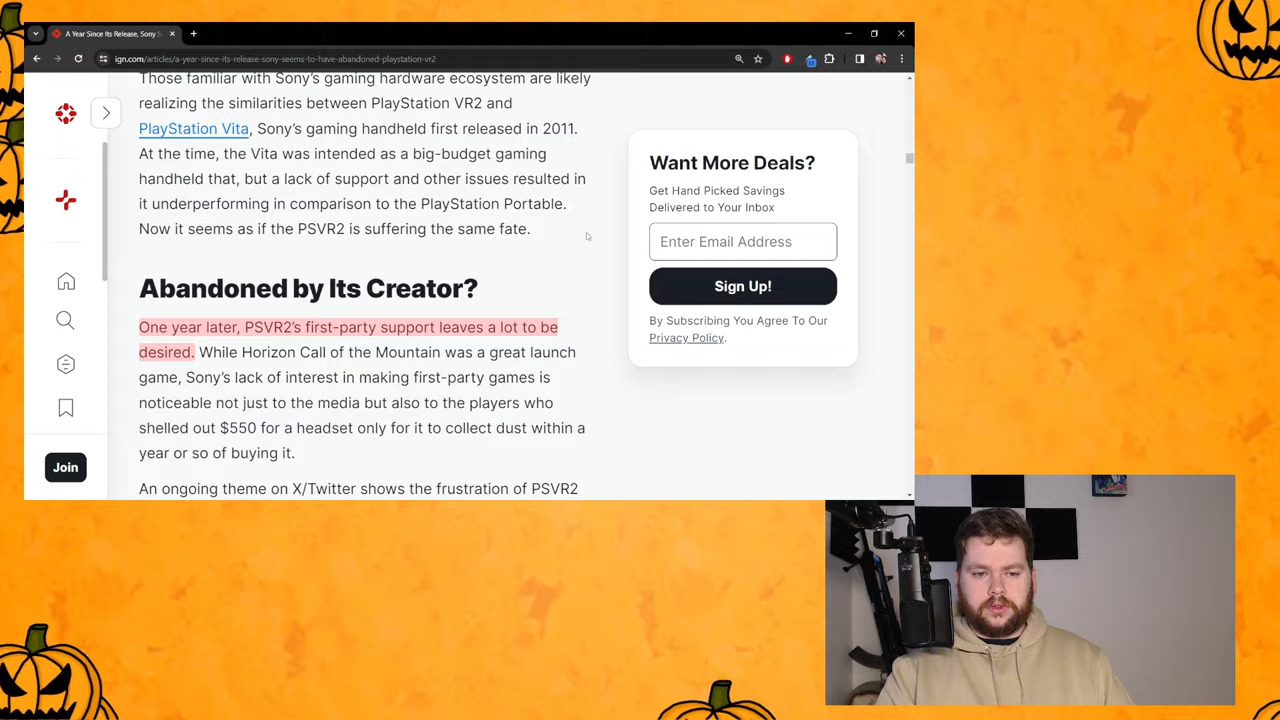 A Year Since Its Release, Sony S
ign.com/articles/a-year-since-its-release-sony-seems-to-have-abandoned-playstation-vr2
Those familiar with Sony's gaming hardware ecosystem are likely
realizing the similarities between PlayStation VR2 and
PlayStation Vita, Sony's gaming handheld first released in 2011.
At the time, the Vita was intended as a big-budget gaming
handheld that, but a lack of support and other issues resulted in
it underperforming in comparison to the PlayStation Portable.
Now it seems as if the PSVR2 is suffering the same fate.
Abandoned by Its Creator?
One year later, PSVR2's first-party support leaves a lot to be
desired. While Horizon Call of the Mountain was a great launch
game, Sony's lack of interest in making first-party games is
noticeable not just to the media but also to the players who
shelled out $550 for a headset only for it to collect dust within a
year or so of buying it.
An ongoing theme on X/Twitter shows the frustration of PSVR2
Want More Deals?
Get Hand Picked Savings
Delivered to Your Inbox
Enter Email Address
Sign Up!
By Subscribing You Agree To Our
Privacy Policy.
Join